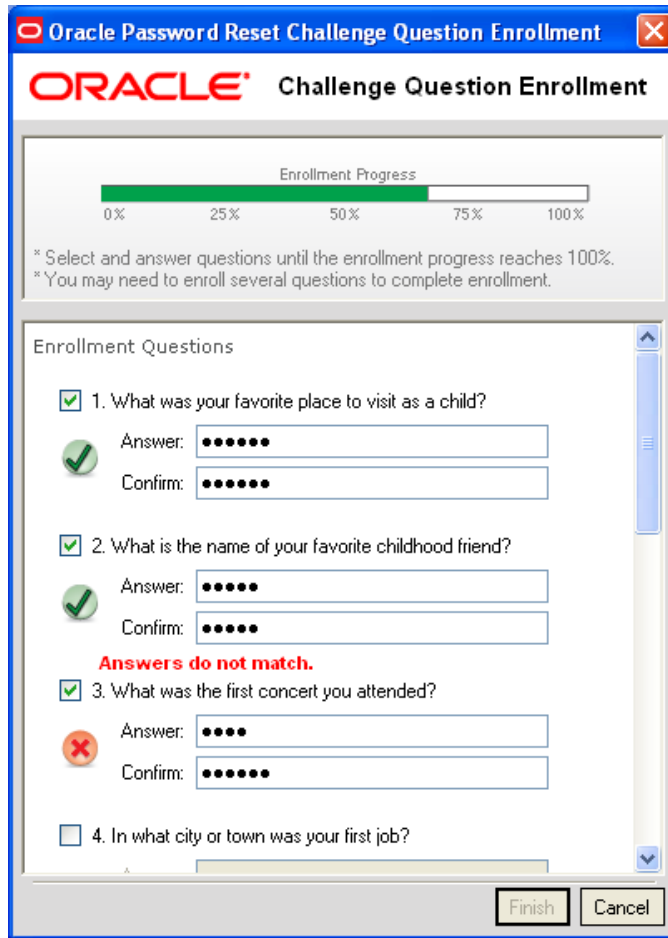 Oracle Password Reset Challenge Question Enrollment
ORACLE® Challenge Question Enrollment
Enrollment Progress
0% 25% 50% 75% 100%
* Select and answer questions until the enrollment progress reaches 100%.
* You may need to enroll several questions to complete enrollment.
Enrollment Questions
1. What was your favorite place to visit as a child?
Answer: ●●●●●●
Confirm: ●●●●●●
2. What is the name of your favorite childhood friend?
Answer: ●●●●●
Confirm: ●●●●●
Answers do not match.
3. What was the first concert you attended?
Answer: ●●●●
Confirm: ●●●●●●
4. In what city or town was your first job?
Finish Cancel